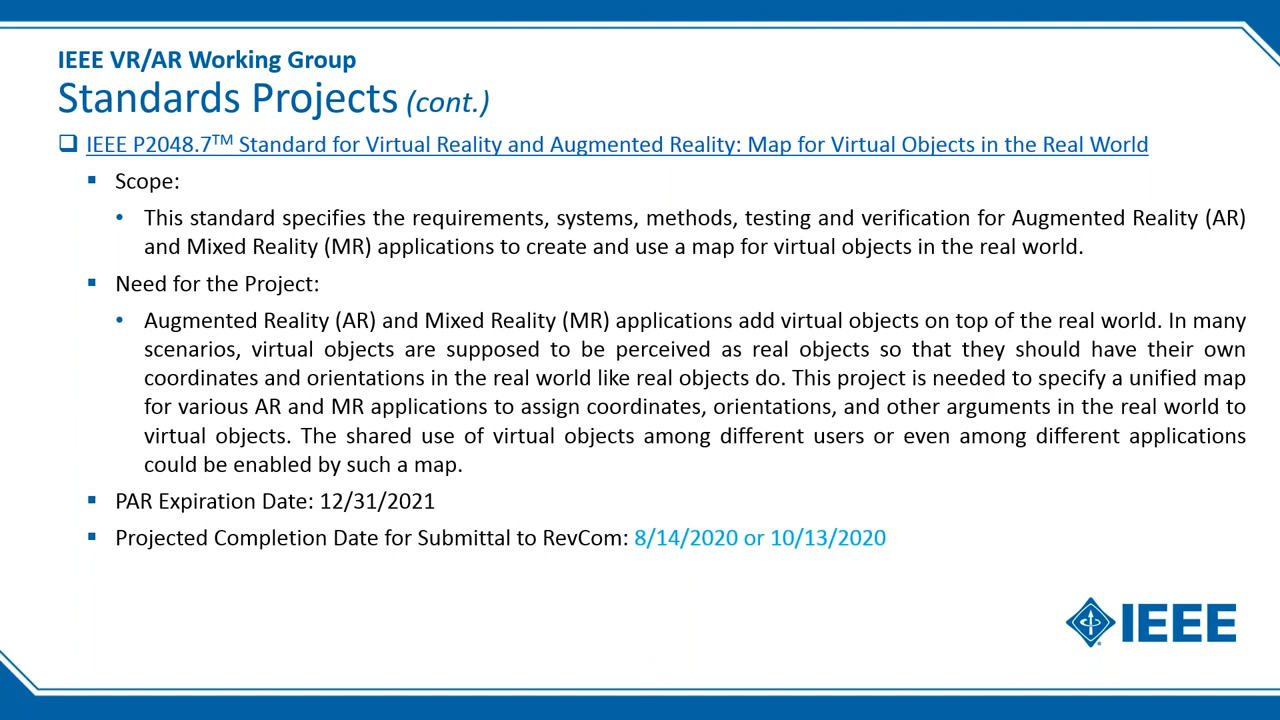 IEEE VR/AR Working Group
Standards Projects (cont.)
IEEE P2048.7™ Standard for Virtual Reality and Augmented Reality: Map for Virtual Objects in the Real World
Scope:
This standard specifies the requirements, systems, methods, testing and verification for Augmented Reality (AR)
and Mixed Reality (MR) applications to create and use a map for virtual objects in the real world.
Need for the Project:
Augmented Reality (AR) and Mixed Reality (MR) applications add virtual objects on top of the real world. In many
scenarios, virtual objects are supposed to be perceived as real objects so that they should have their own
coordinates and orientations in the real world like real objects do. This project is needed to specify a unified map
for various AR and MR applications to assign coordinates, orientations, and other arguments in the real world to
virtual objects. The shared use of virtual objects among different users or even among different applications
could be enabled by such a map.
PAR Expiration Date: 12/31/2021
Projected Completion Date for Submittal to RevCom: 8/14/2020 or 10/13/2020
IEEE